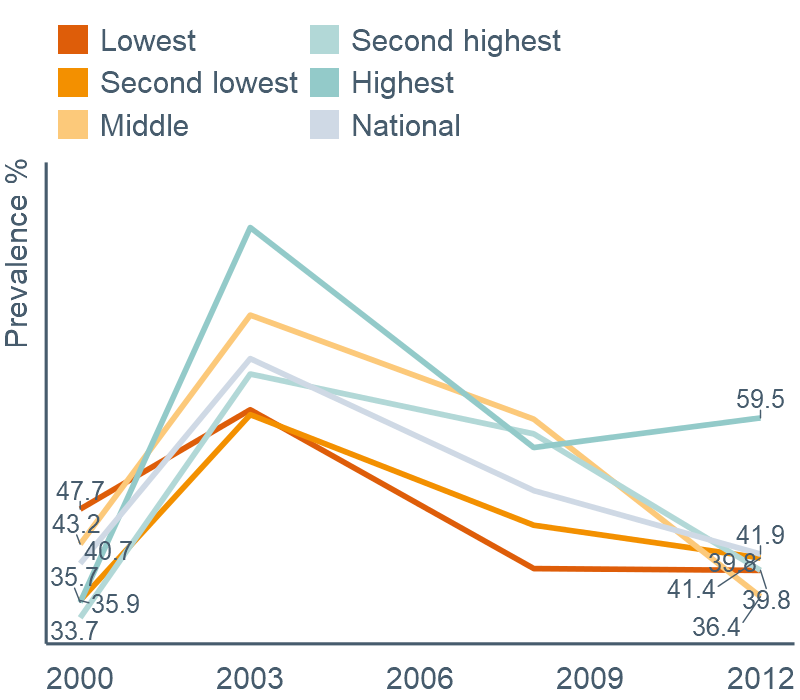 Lowest
Second lowest
Middle
Second highest
Highest
National
Prevalence %
47.7
43.2
40.7
35.7
35.9
33.7
59.5
41.9
39.8
41.4
39.8
36.4
2000 2003 2006 2009 2012